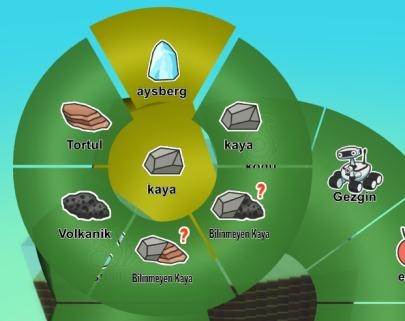 aysberg
Tortul
kaya
kaya
Gezgin
Volkanik
Bilinmeyen Kaya
Bilinmeyen Kaya